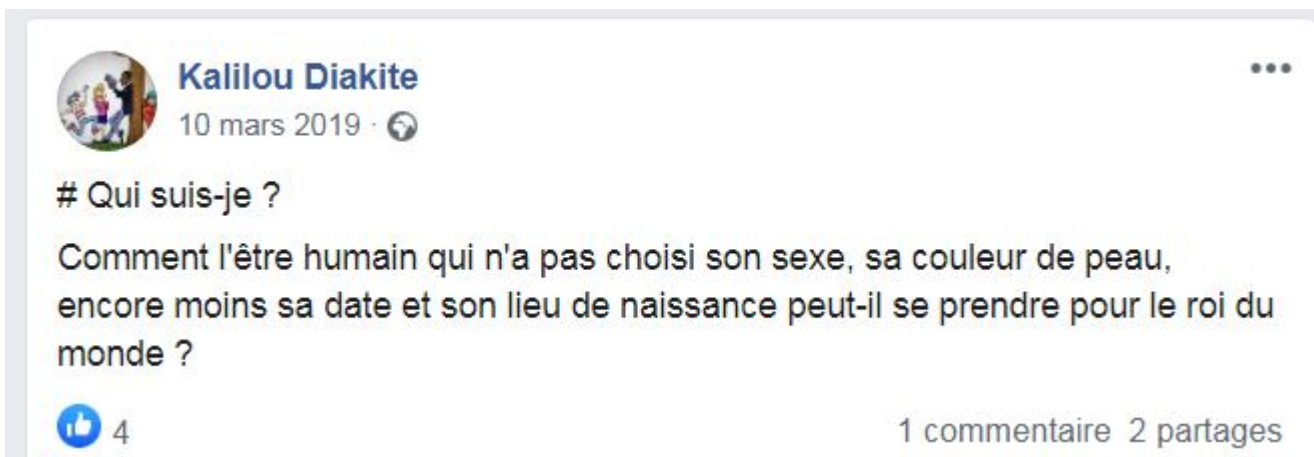 Kalilou Diakite
10 mars 2019 ·
# Qui suis-je ?
Comment l'être humain qui n'a pas choisi son sexe, sa couleur de peau,
encore moins sa date et son lieu de naissance peut-il se prendre pour le roi du
monde ?
4
1 commentaire 2 partages